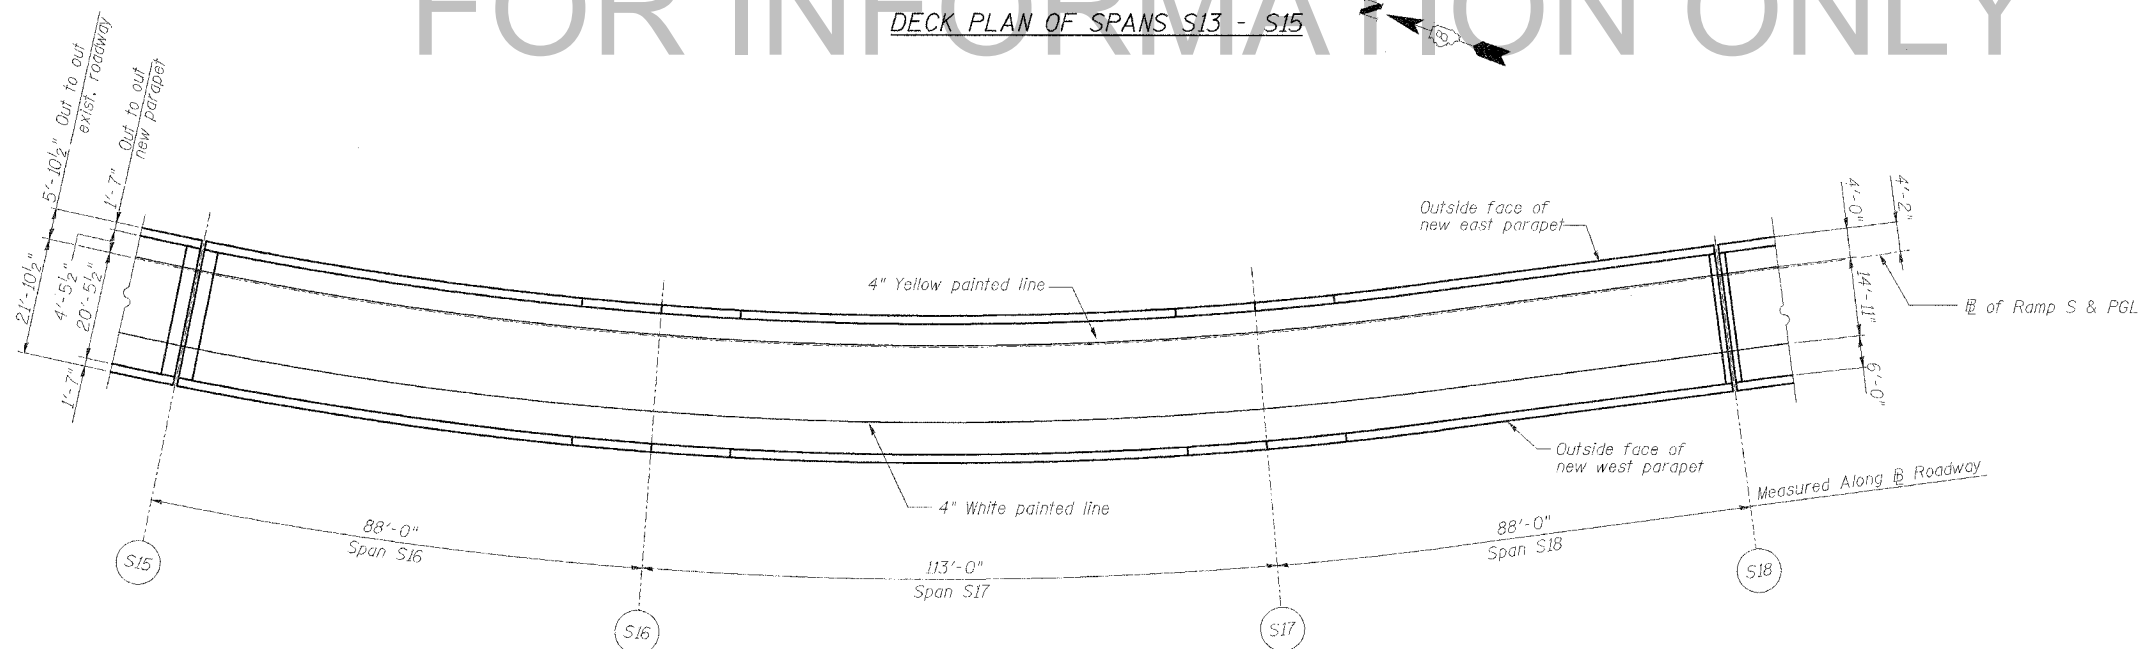 FOR INFORMATION ONLY
DECK PLAN OF SPANS S13 - S15
5'-10½" Out to out
exist. roadway
1'-7" Out to out
new parapet
21'-10½"
4'-5½"
20'-5½"
1'-7"
4" Yellow painted line
Outside face of
new east parapet
4'-0"
4'-2"
14'-11"
6'-0"
℄ of Ramp S & PGL
4" White painted line
Outside face of
new west parapet
Measured Along ℄ Roadway
88'-0"
Span S16
113'-0"
Span S17
88'-0"
Span S18
S15
S16
S17
S18